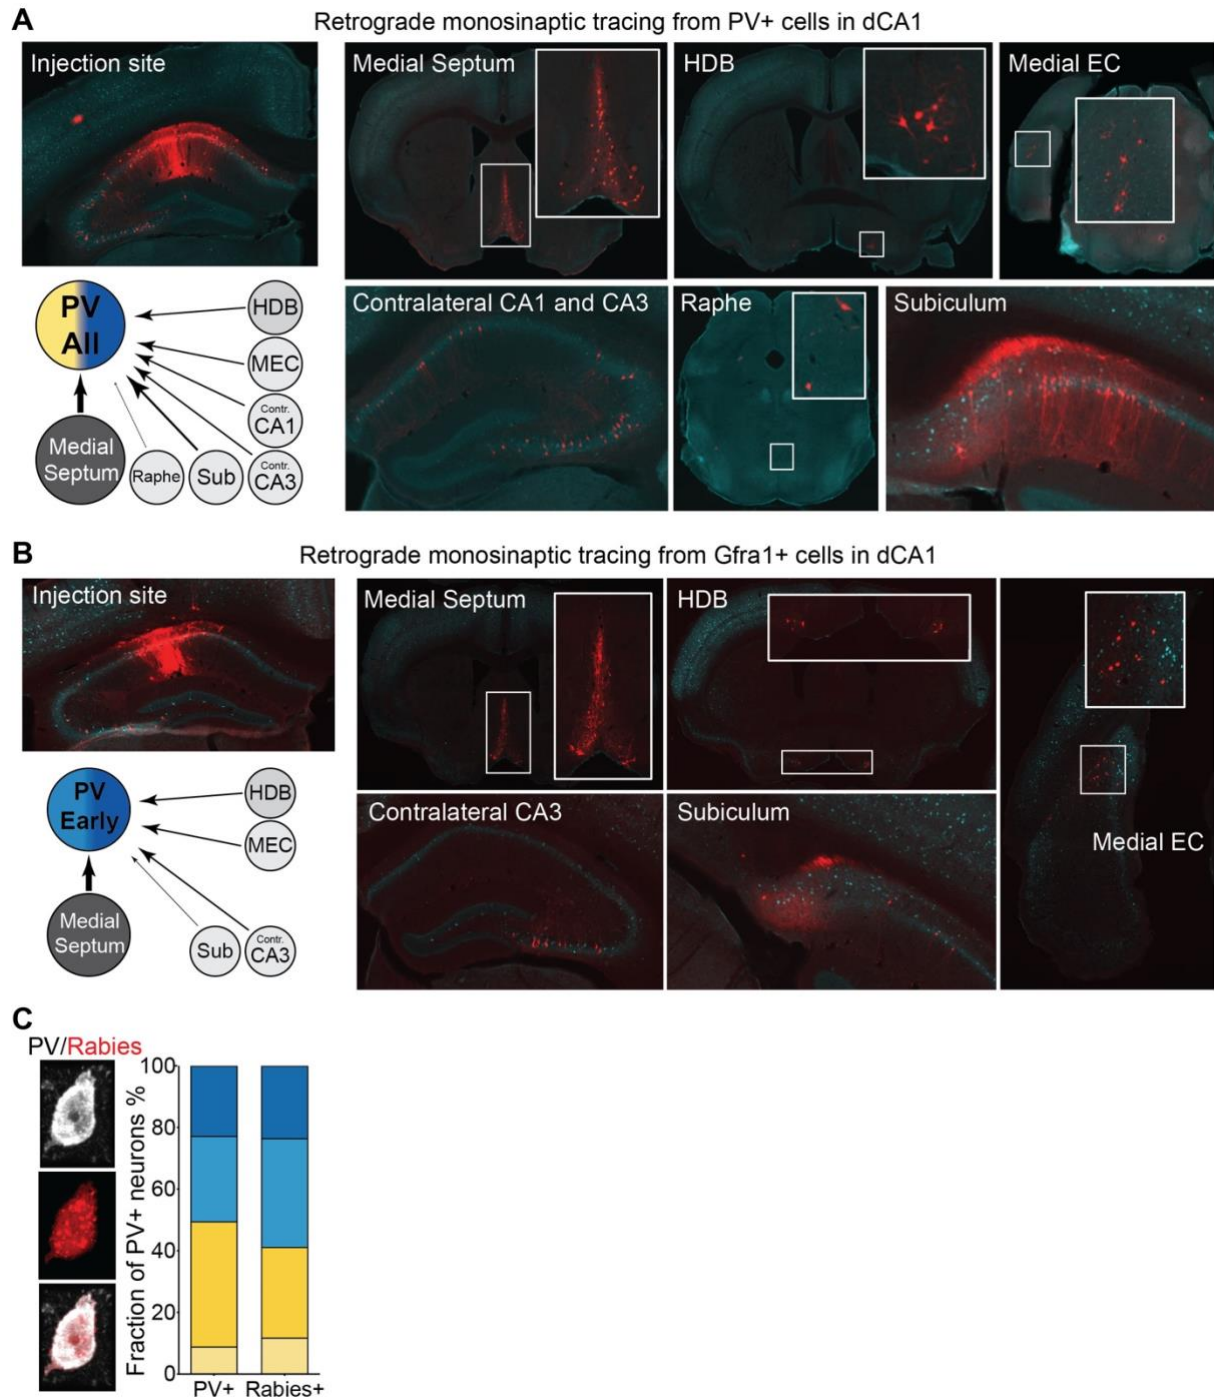 A
Retrograde monosinaptic tracing from PV+ cells in dCA1
Injection site
Medial Septum
HDB
Medial EC
PV
All
HDB
MEC
Contr.
CA1
Medial
Septum
Raphe
Sub
Contr.
CA3
Contralateral CA1 and CA3
Raphe
Subiculum
B
Retrograde monosinaptic tracing from Gfra1+ cells in dCA1
Injection site
Medial Septum
HDB
PV
Early
HDB
MEC
Medial
Septum
Sub
Contr.
CA3
Contralateral CA3
Subiculum
Medial EC
C
PV/Rabies
Fraction of PV+ neurons %
100
80
60
40
20
0
PV+
Rabies+